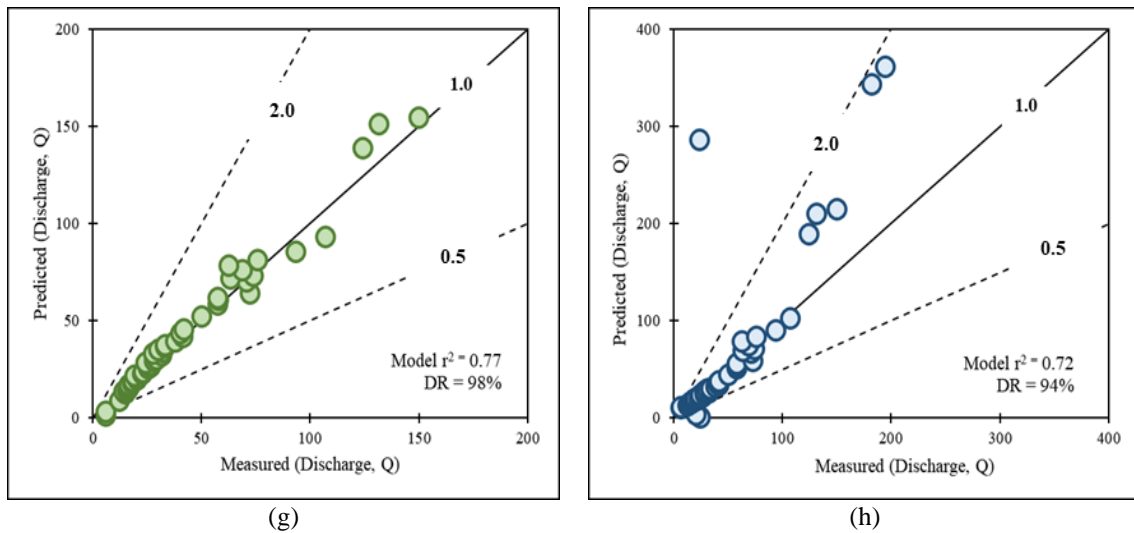 200
150
100
50
0
0
50
100
150
200
Predicted (Discharge, Q)
Measured (Discharge, Q)
2.0
1.0
0.5
Model r² = 0.77
DR = 98%
(g)
400
300
200
100
0
0
100
200
300
400
Predicted (Discharge, Q)
Measured (Discharge, Q)
2.0
1.0
0.5
Model r² = 0.72
DR = 94%
(h)